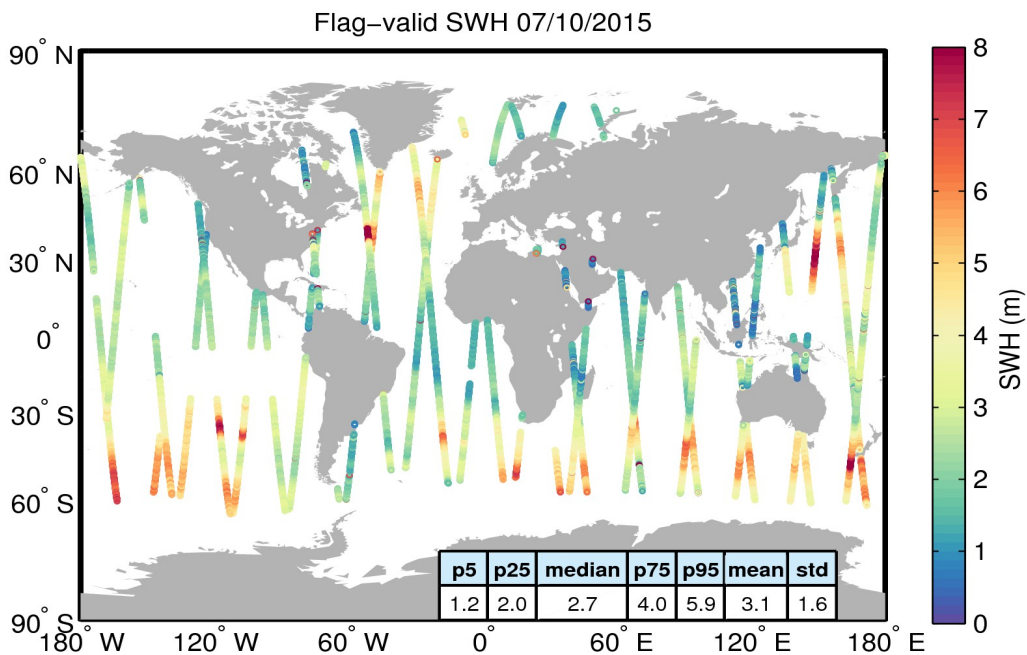 Flag−valid SWH 07/10/2015
90° N
60° N
30° N
0°
30° S
60° S
90° S
180° W
120° W
60° W
0°
60° E
120° E
180° E
p5 p25 median p75 p95 mean std
1.2 2.0 2.7 4.0 5.9 3.1 1.6
8
7
6
5
4
3
2
1
0
SWH (m)